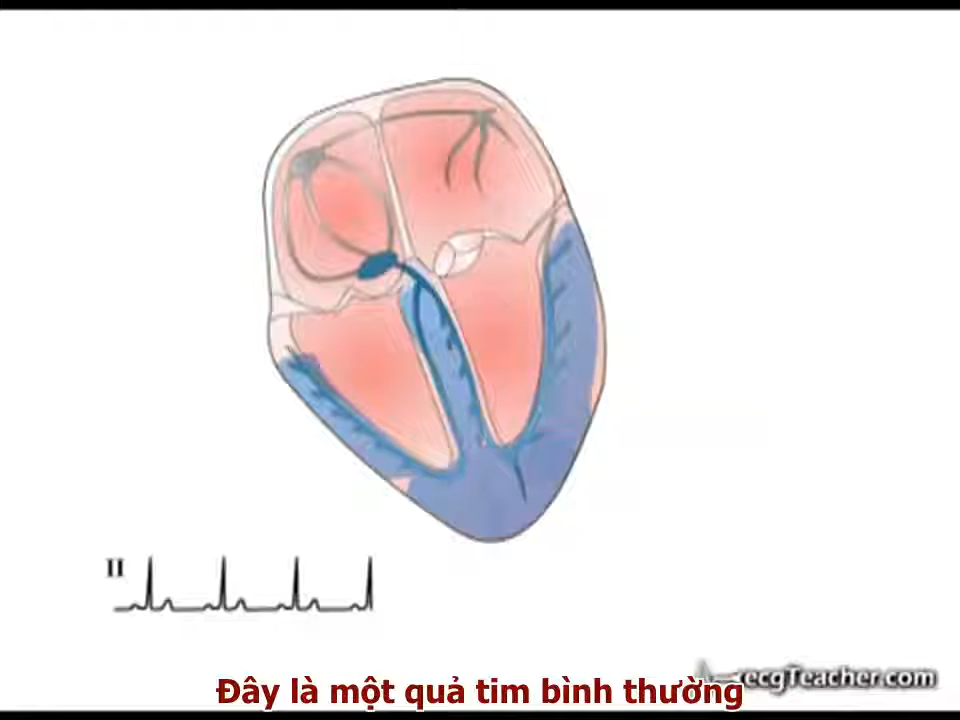 II
ecgTeacher.com
Đây là một quả tim bình thường